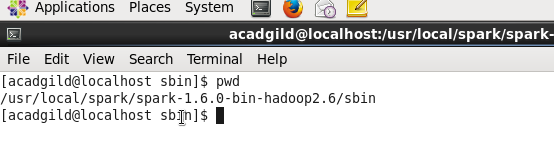 Applications Places System
acadgild@localhost:/usr/local/spark/spark-
File Edit View Search Terminal Help
[acadgild@localhost sbin]$ pwd
/usr/local/spark/spark-1.6.0-bin-hadoop2.6/sbin
[acadgild@localhost sbin]$